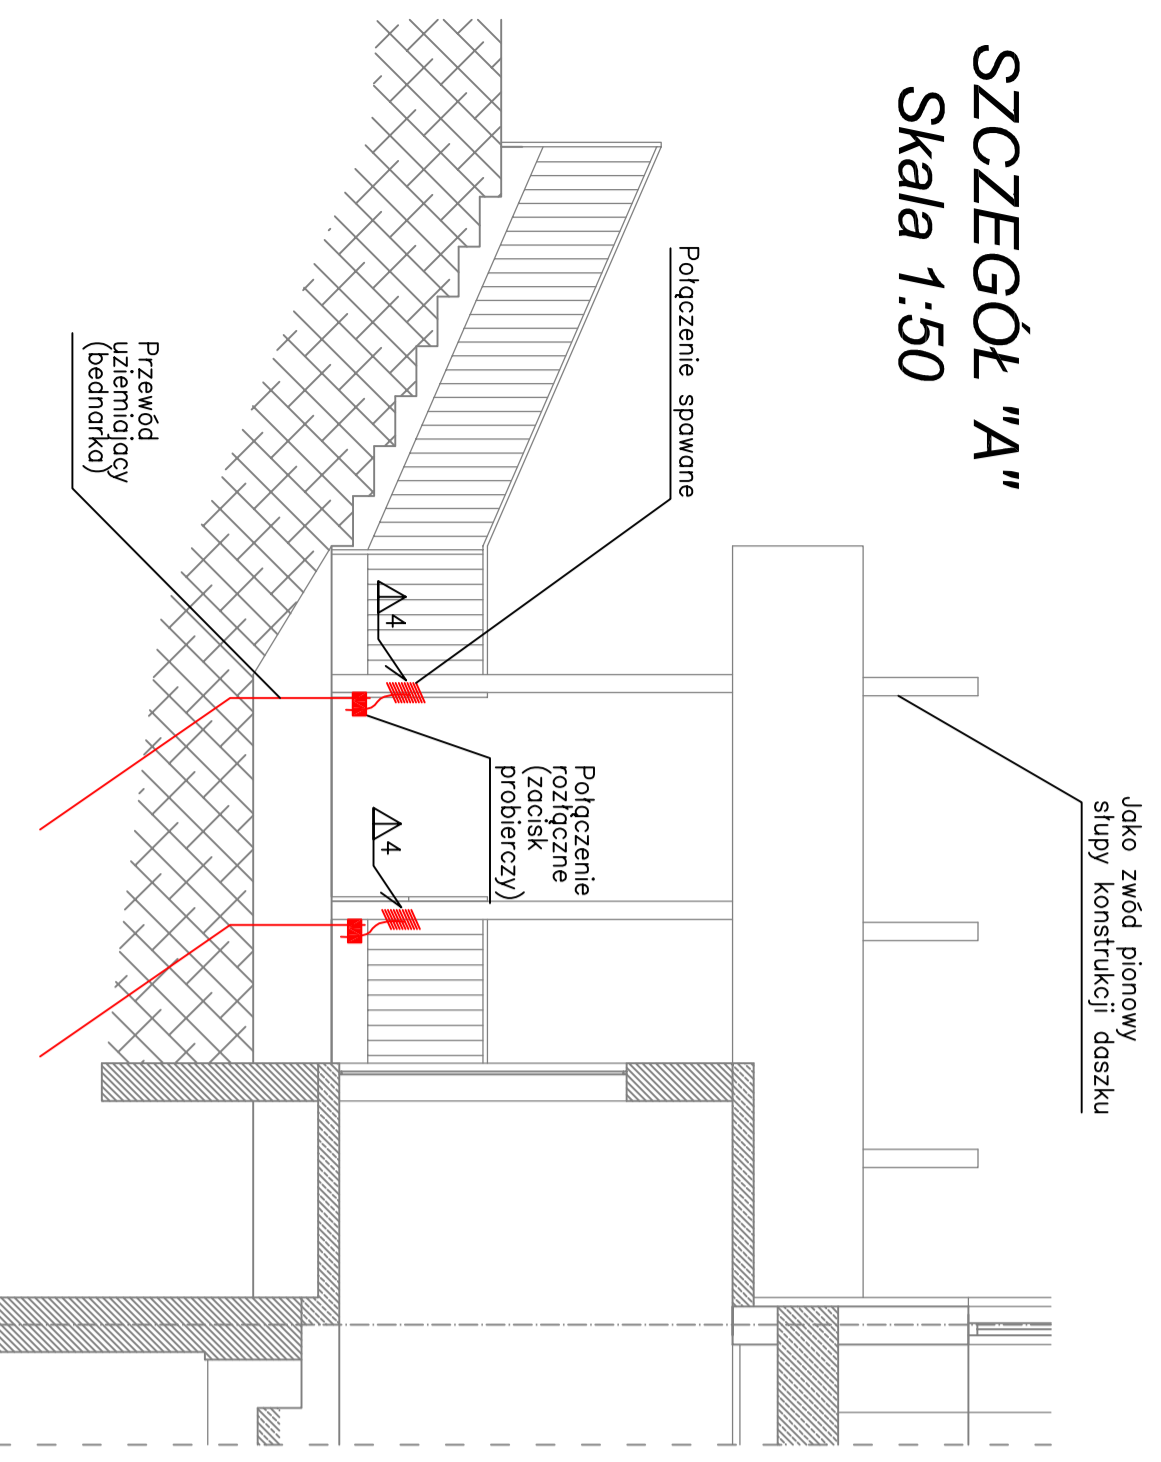 SZCZEGÓŁ "A"
Skala 1:50
Jako zwód pionowy
słupy konstrukcji daszku
Połączenie spawane
Połączenie
rozłączne
(zacisk
probierczy)
4
4
Przewód
uziemiający
(bednarka)